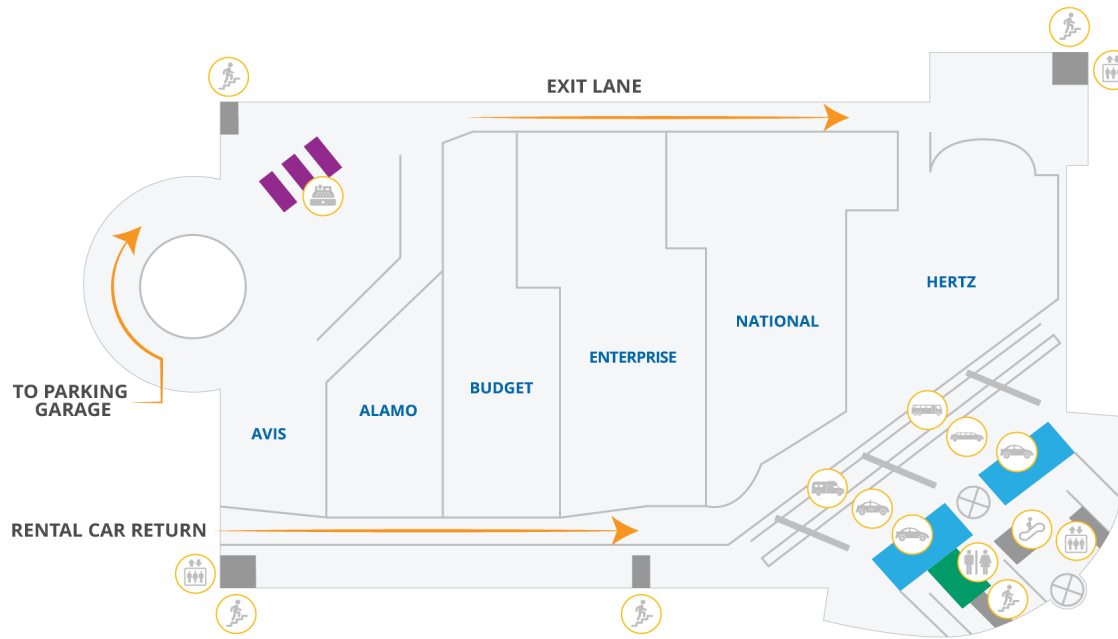 EXIT LANE
HERTZ
NATIONAL
ENTERPRISE
BUDGET
TO PARKING
GARAGE
ALAMO
AVIS
RENTAL CAR RETURN